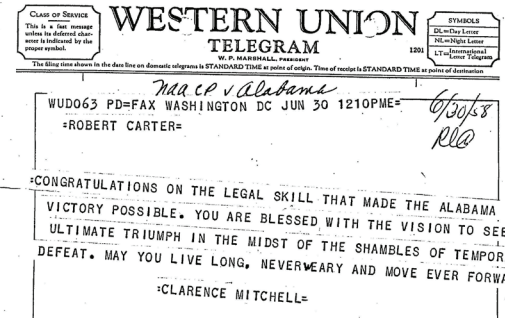 CLASS OF SERVICE
This is a fast message
unless its deferred char-
acter is indicated by the
proper symbol.
WESTERN UNION
TELEGRAM
W. P. MARSHALL, PRESIDENT
1201
SYMBOLS
DL=Day Letter
NL=Night Letter
LT=International Letter Telegram
The filing time shown in the date line on domestic telegrams is STANDARD TIME at point of origin. Time of receipt is STANDARD TIME at point of destination
NAACP v Alabama
WUD063 PD=FAX WASHINGTON DC JUN 30 1210PME=
6/30/58
=ROBERT CARTER=
RLC
=CONGRATULATIONS ON THE LEGAL SKILL THAT MADE THE ALABAMA
VICTORY POSSIBLE. YOU ARE BLESSED WITH THE VISION TO SEE
ULTIMATE TRIUMPH IN THE MIDST OF THE SHAMBLES OF TEMPOR
DEFEAT. MAY YOU LIVE LONG, NEVER WEARY AND MOVE EVER FORWA
=CLARENCE MITCHELL=